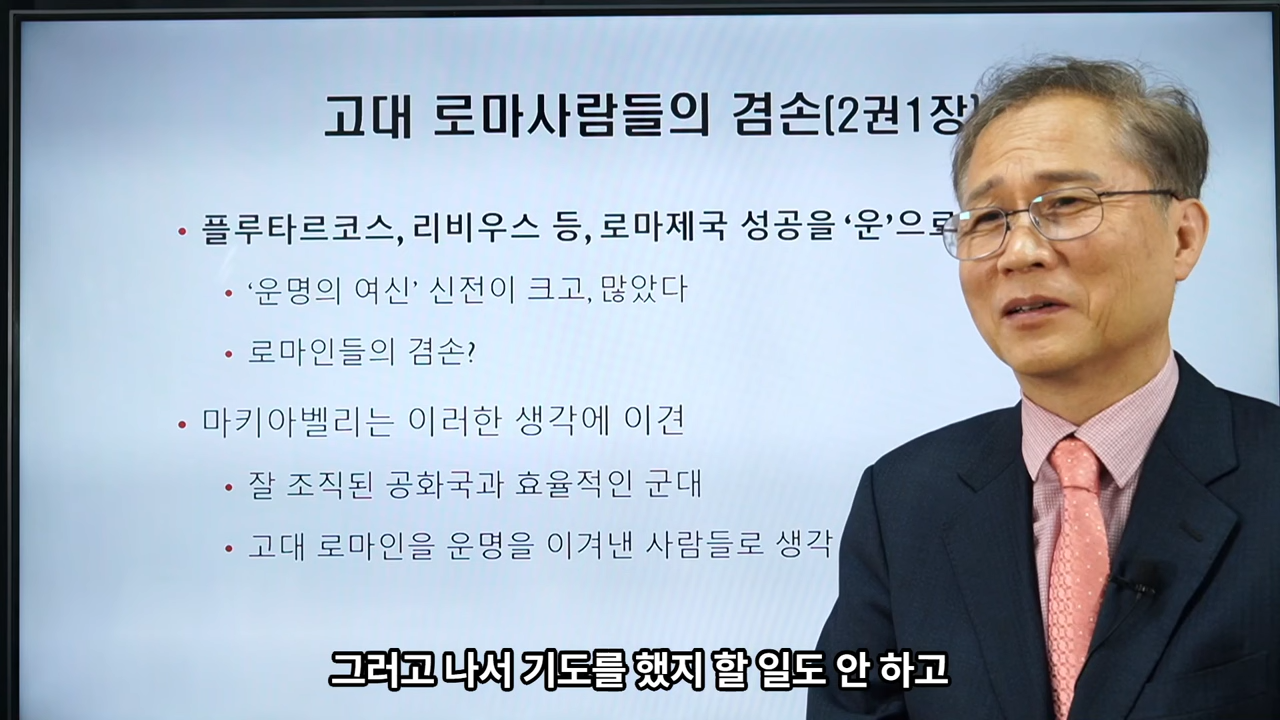 고대 로마사람들의 겸손(2권1장
• 플루타르코스, 리비우스 등, 로마제국 성공을 ‘운’으로
• ‘운명의 여신’ 신전이 크고, 많았다
• 로마인들의 겸손?
• 마키아벨리는 이러한 생각에 이견
• 잘 조직된 공화국과 효율적인 군대
• 고대 로마인을 운명을 이겨낸 사람들로 생각
그러고 나서 기도를 했지 할 일도 안 하고